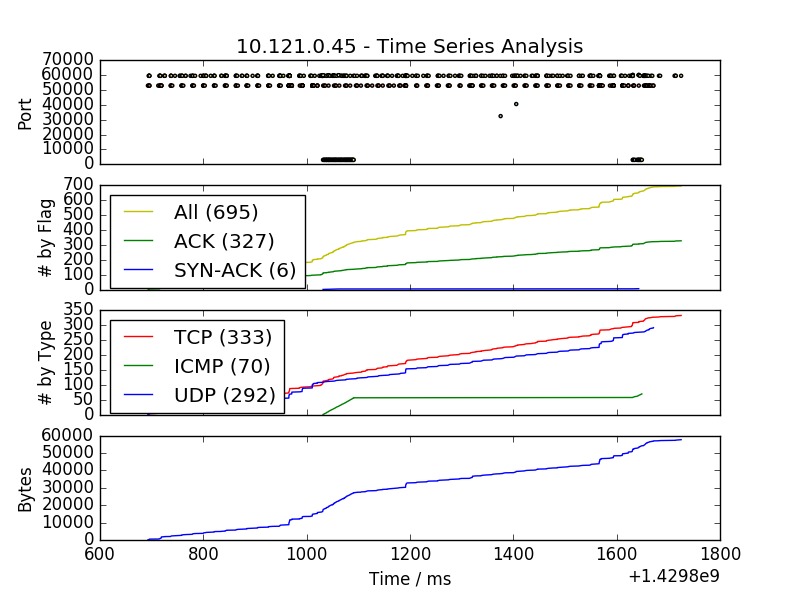 10.121.0.45 - Time Series Analysis
70000
60000
50000
40000
30000
20000
10000
0
Port
700
600
500
400
300
200
100
0
# by Flag
All (695)
ACK (327)
SYN-ACK (6)
350
300
250
200
150
100
50
0
# by Type
TCP (333)
ICMP (70)
UDP (292)
60000
50000
40000
30000
20000
10000
0
Bytes
600 800 1000 1200 1400 1600 1800
Time / ms
+1.4298e9